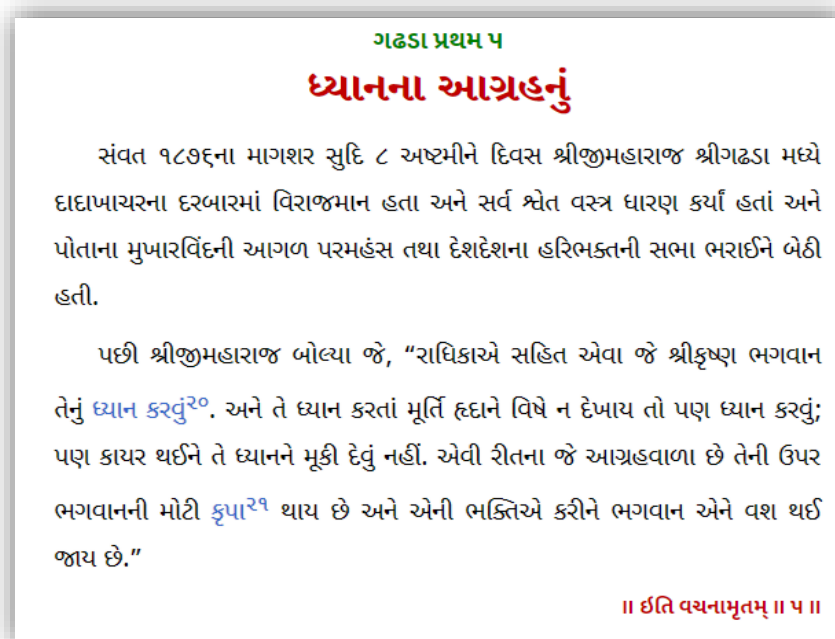 ગઢડા પ્રથમ ૫
ધ્યાનના આગ્રહનું
સંવત ૧૮૭૬ના માગશર સુદિ ૮ અષ્ટમીને દિવસ શ્રીજીમહારાજ શ્રીગઢડા મધ્યે
દાદાખાચરના દરબારમાં વિરાજમાન હતા અને સર્વ શ્વેત વસ્ત્ર ધારણ કર્યાં હતાં અને
પોતાના મુખારવિંદની આગળ પરમહંસ તથા દેશદેશના હરિભક્તની સભા ભરાઈને બેઠી
હતી.
પછી શ્રીજીમહારાજ બોલ્યા જે, “રાધિકાએ સહિત એવા જે શ્રીકૃષ્ણ ભગવાન
તેનું ધ્યાન કરવું૨૦. અને તે ધ્યાન કરતાં મૂર્તિ હૃદાને વિષે ન દેખાય તો પણ ધ્યાન કરવું;
પણ કાયર થઈને તે ધ્યાનને મૂકી દેવું નહીં. એવી રીતના જે આગ્રહવાળા છે તેની ઉપર
ભગવાનની મોટી કૃપા૨૧ થાય છે અને એની ભક્તિએ કરીને ભગવાન એને વશ થઈ
જાય છે.”
॥ ઇતિ વચનામૃતમ્ ॥ ૫ ॥